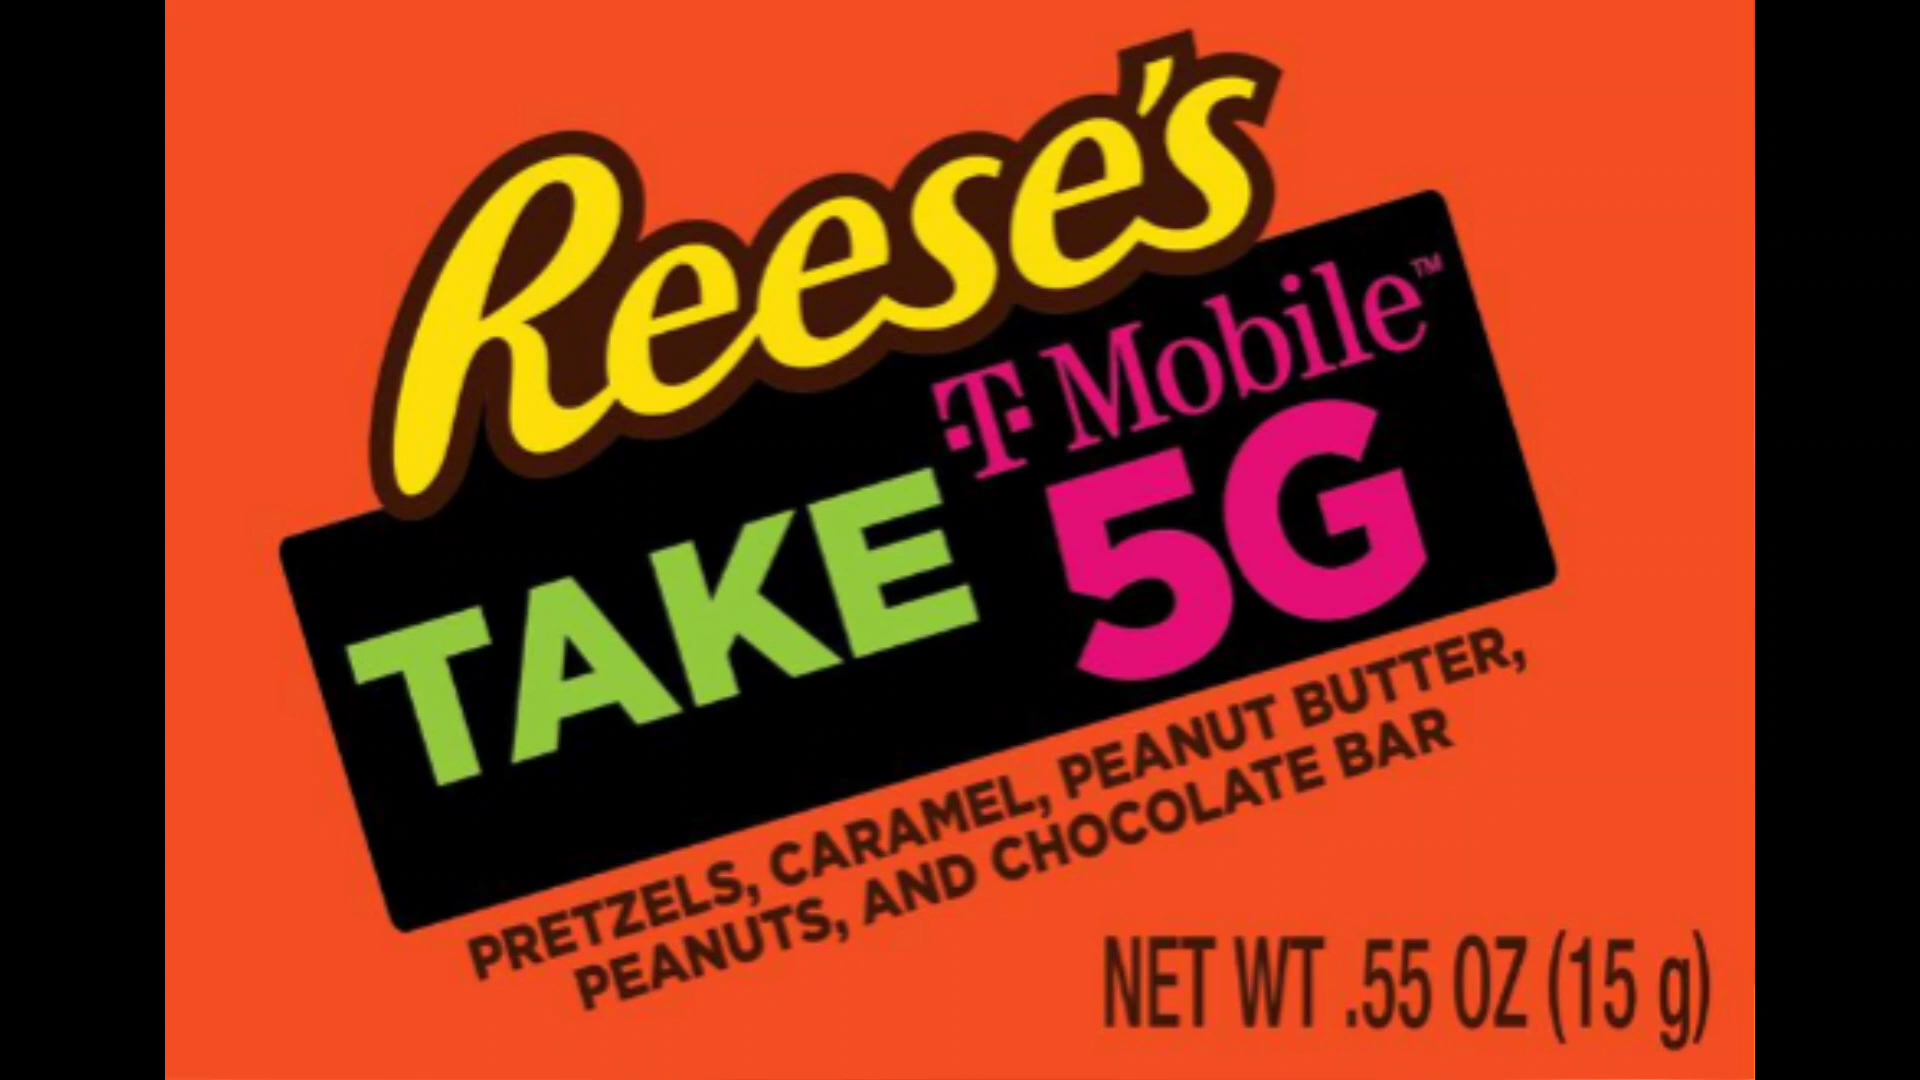 Reese's
T Mobile™
TAKE 5G
PRETZELS, CARAMEL, PEANUT BUTTER,
PEANUTS, AND CHOCOLATE BAR
NET WT .55 OZ (15 g)